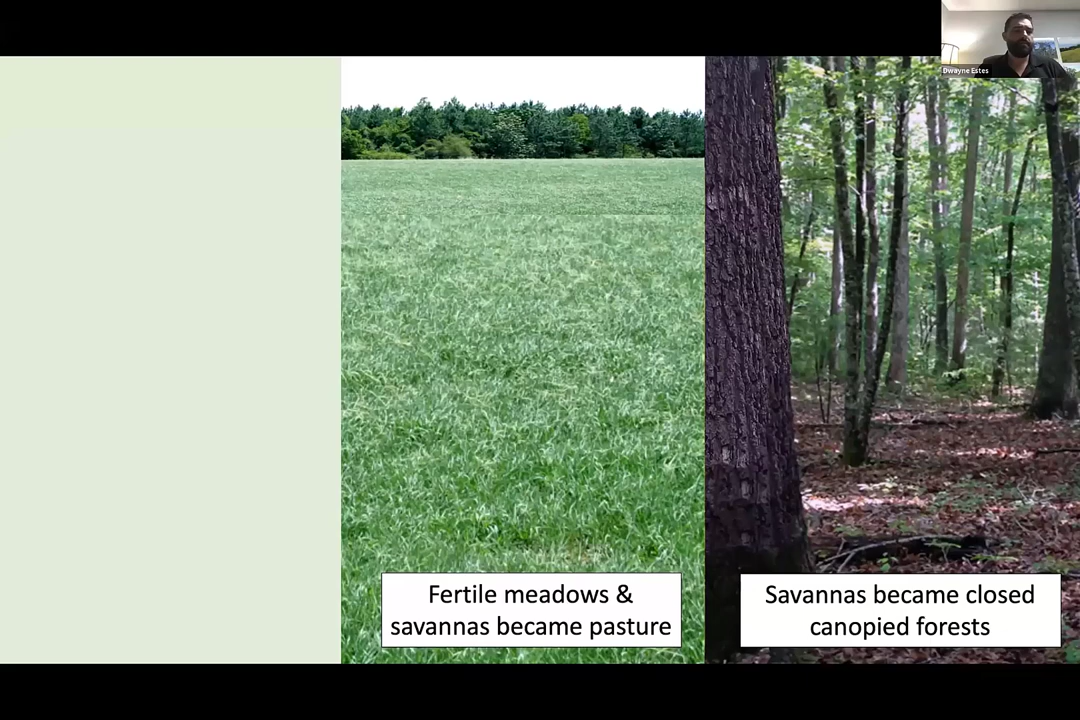 Dwayne Estes
Fertile meadows &
savannas became pasture
Savannas became closed
canopied forests